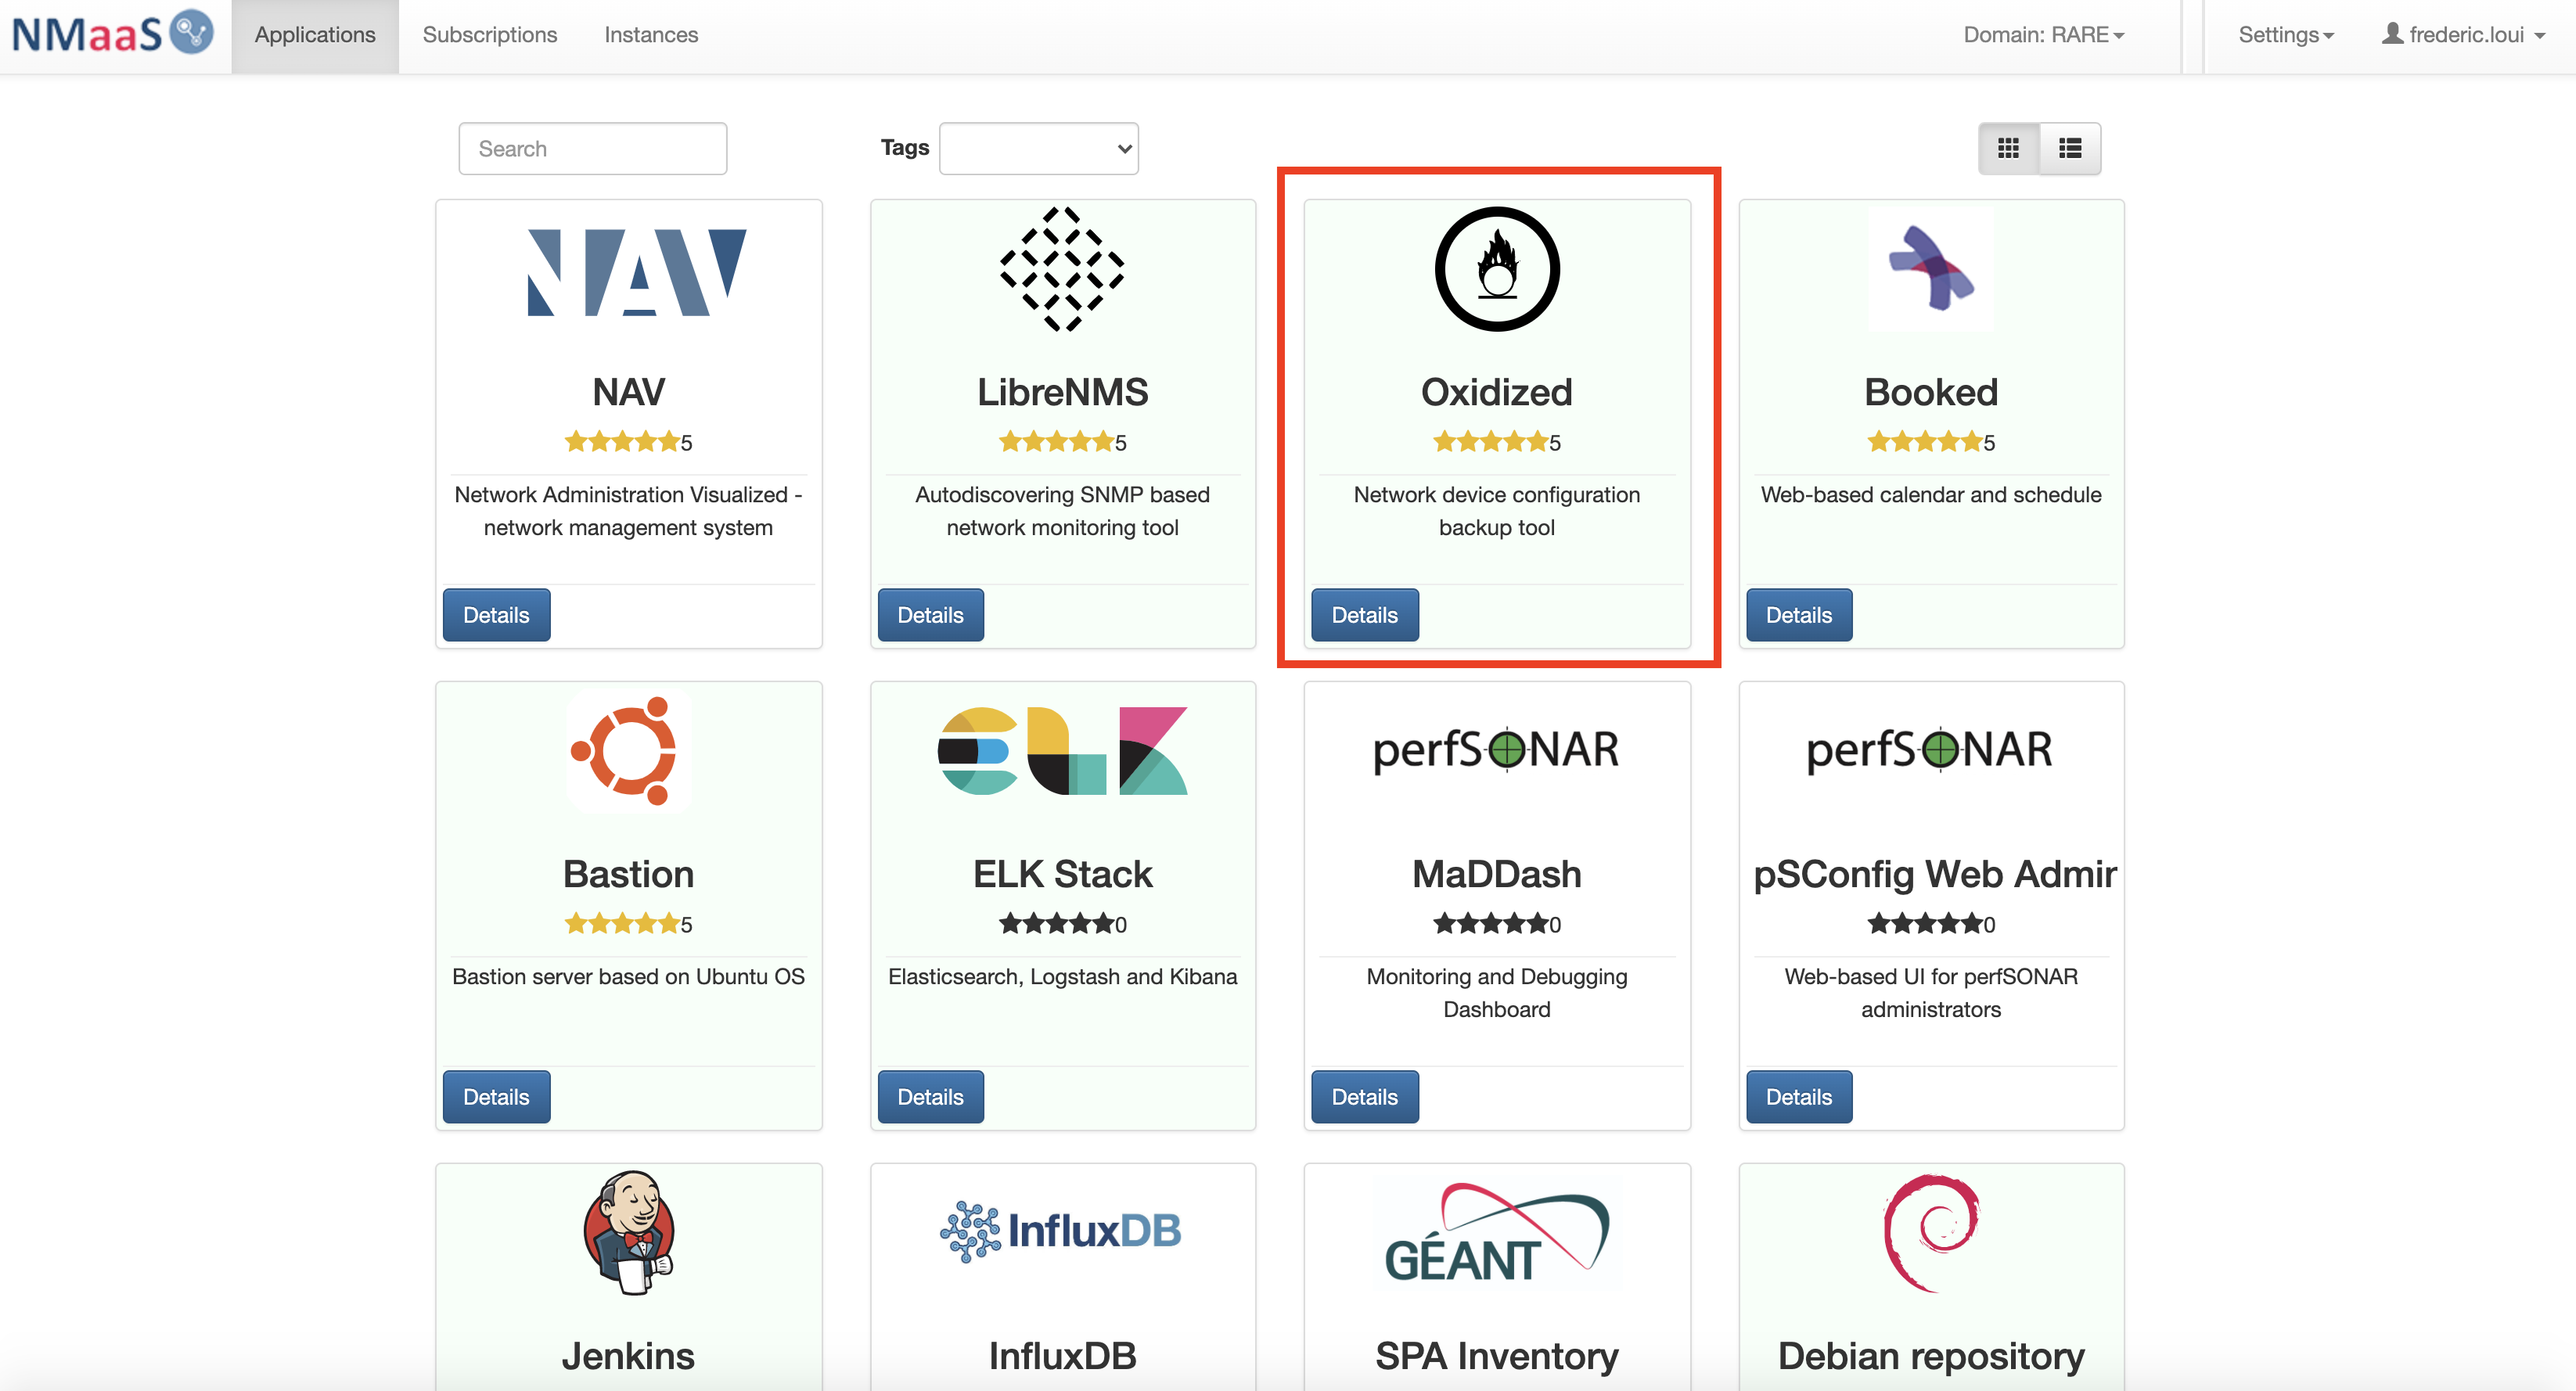 NMaaS Applications Subscriptions Instances Domain: RARE Settings frederic.loui
Search Tags
NAV
NAV
5
Network Administration Visualized -
network management system
Details
LibreNMS
5
Autodiscovering SNMP based
network monitoring tool
Details
Oxidized
5
Network device configuration
backup tool
Details
Booked
5
Web-based calendar and schedule
Details
Bastion
5
Bastion server based on Ubuntu OS
Details
ELK
ELK Stack
0
Elasticsearch, Logstash and Kibana
Details
perfSONAR
MaDDash
0
Monitoring and Debugging
Dashboard
Details
perfSONAR
pSConfig Web Admir
0
Web-based UI for perfSONAR
administrators
Details
Jenkins
InfluxDB
InfluxDB
GÉANT
SPA Inventory
Debian repository